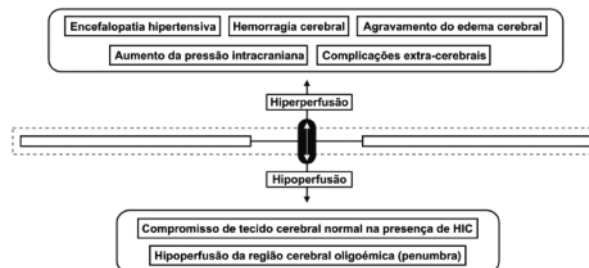 Encefalopatia hipertensiva Hemorragia cerebral Agravamento do edema cerebral
Aumento da pressão intracraniana Complicações extra-cerebrais
Hiperperfusão
Hipoperfusão
Compromisso de tecido cerebral normal na presença de HIC
Hipoperfusão da região cerebral oligoémica (penumbra)